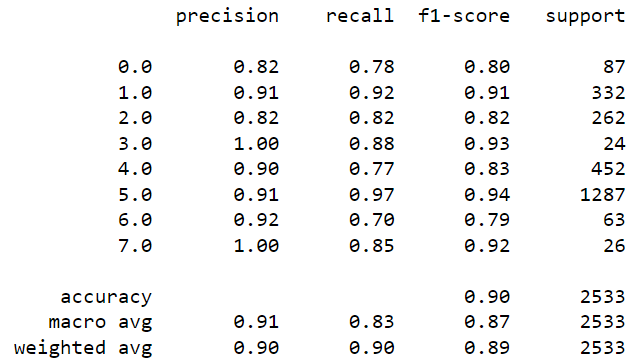 precision recall f1-score support
0.0 0.82 0.78 0.80 87
1.0 0.91 0.92 0.91 332
2.0 0.82 0.82 0.82 262
3.0 1.00 0.88 0.93 24
4.0 0.90 0.77 0.83 452
5.0 0.91 0.97 0.94 1287
6.0 0.92 0.70 0.79 63
7.0 1.00 0.85 0.92 26
accuracy 0.90 2533
macro avg 0.91 0.83 0.87 2533
weighted avg 0.90 0.90 0.89 2533